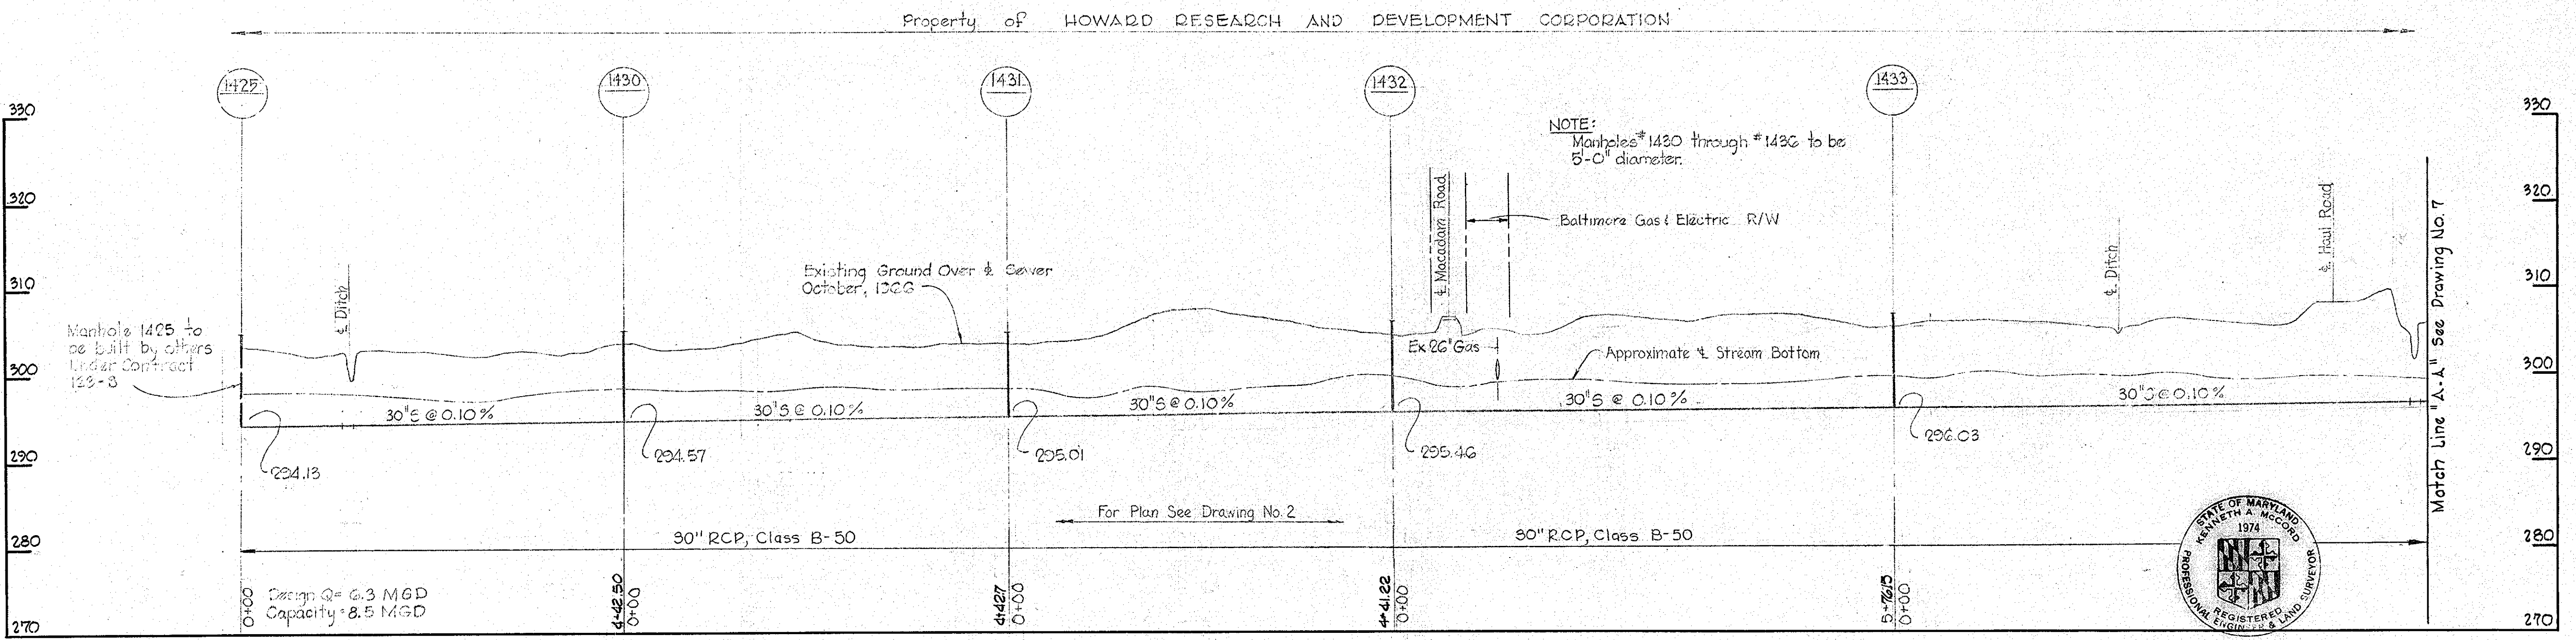 Property of HOWARD RESEARCH AND DEVELOPMENT CORPORATION
1425
1430
1431
1432
1433
330
320
310
300
290
280
270
330
320
310
300
290
280
270
NOTE:
Manholes #1430 through #1436 to be
5'-0" diameter.
℄ Macadam Road
Baltimore Gas & Electric R/W
℄ Ditch
℄ Haul Road
Match Line "A-A" See Drawing No. 7
Existing Ground Over ℄ Sewer
October, 1966
℄ Ditch
Manhole 1425 to
be built by others
Under Contract
Ex 26" Gas
Approximate ℄ Stream Bottom
30"S @ 0.10%
30"S @ 0.10%
30"S @ 0.10%
30"S @ 0.10%
30"S @ 0.10%
294.13
294.57
295.01
295.46
296.03
For Plan See Drawing No. 2
30" RCP, Class B-50
30" RCP, Class B-50
Design Q= 6.3 MGD
Capacity = 8.5 MGD
0+00
4+42.50
0+00
4+42.7
0+00
4+41.22
0+00
5+76.15
0+00
STATE OF MARYLAND
KENNETH A. McCORD
1974
REGISTERED
PROFESSIONAL ENGINEER & LAND SURVEYOR